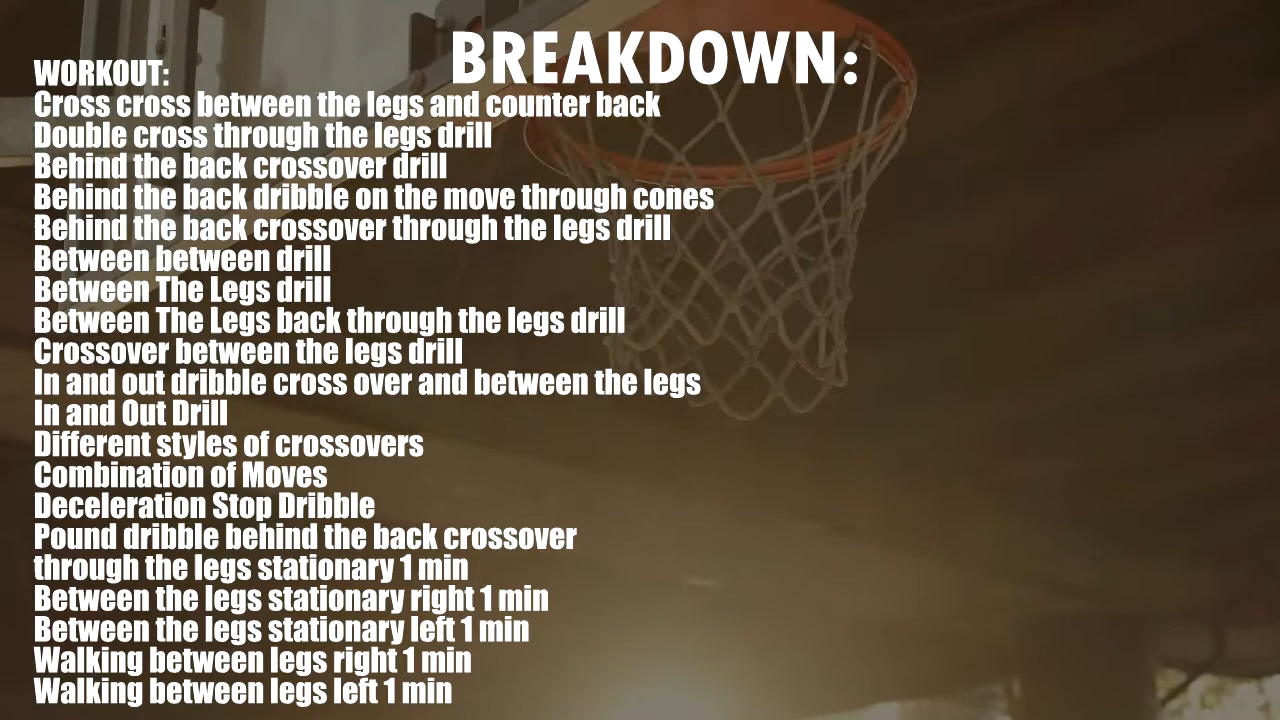 BREAKDOWN:
WORKOUT:
Cross cross between the legs and counter back
Double cross through the legs drill
Behind the back crossover drill
Behind the back dribble on the move through cones
Behind the back crossover through the legs drill
Between between drill
Between The Legs drill
Between The Legs back through the legs drill
Crossover between the legs drill
In and out dribble cross over and between the legs
In and Out Drill
Different styles of crossovers
Combination of Moves
Deceleration Stop Dribble
Pound dribble behind the back crossover
through the legs stationary 1 min
Between the legs stationary right 1 min
Between the legs stationary left 1 min
Walking between legs right 1 min
Walking between legs left 1 min